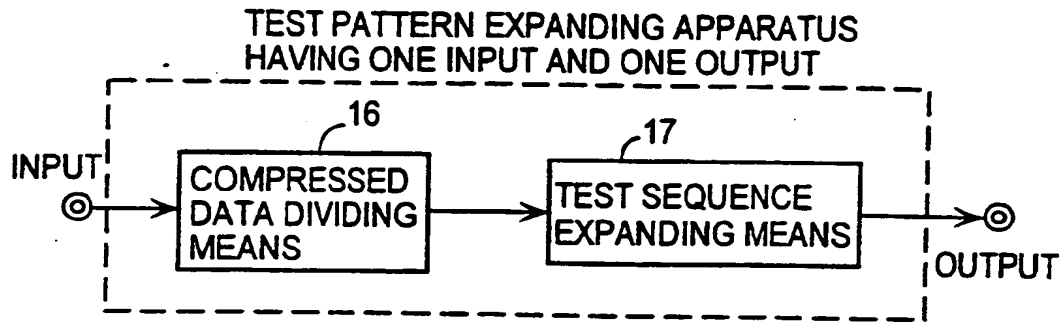 TEST PATTERN EXPANDING APPARATUS
HAVING ONE INPUT AND ONE OUTPUT
16
17
INPUT
COMPRESSED
DATA DIVIDING
MEANS
TEST SEQUENCE
EXPANDING MEANS
OUTPUT